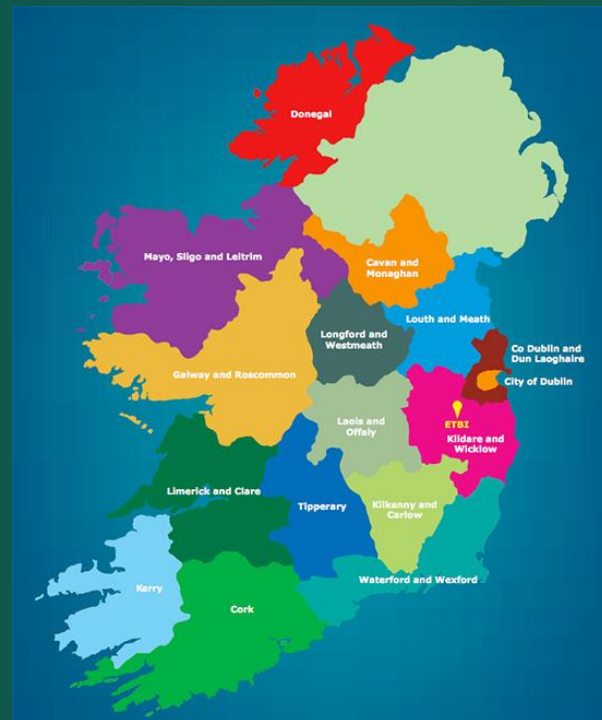 Donegal
Mayo, Sligo and Leitrim
Cavan and
Monaghan
Louth and Meath
Longford and
Westmeath
Co Dublin and
Dun Laoghaire
City of Dublin
Galway and Roscommon
Laois and
Offaly
ETBI
Kildare and
Wicklow
Limerick and Clare
Tipperary
Kilkenny and
Carlow
Waterford and Wexford
Kerry
Cork